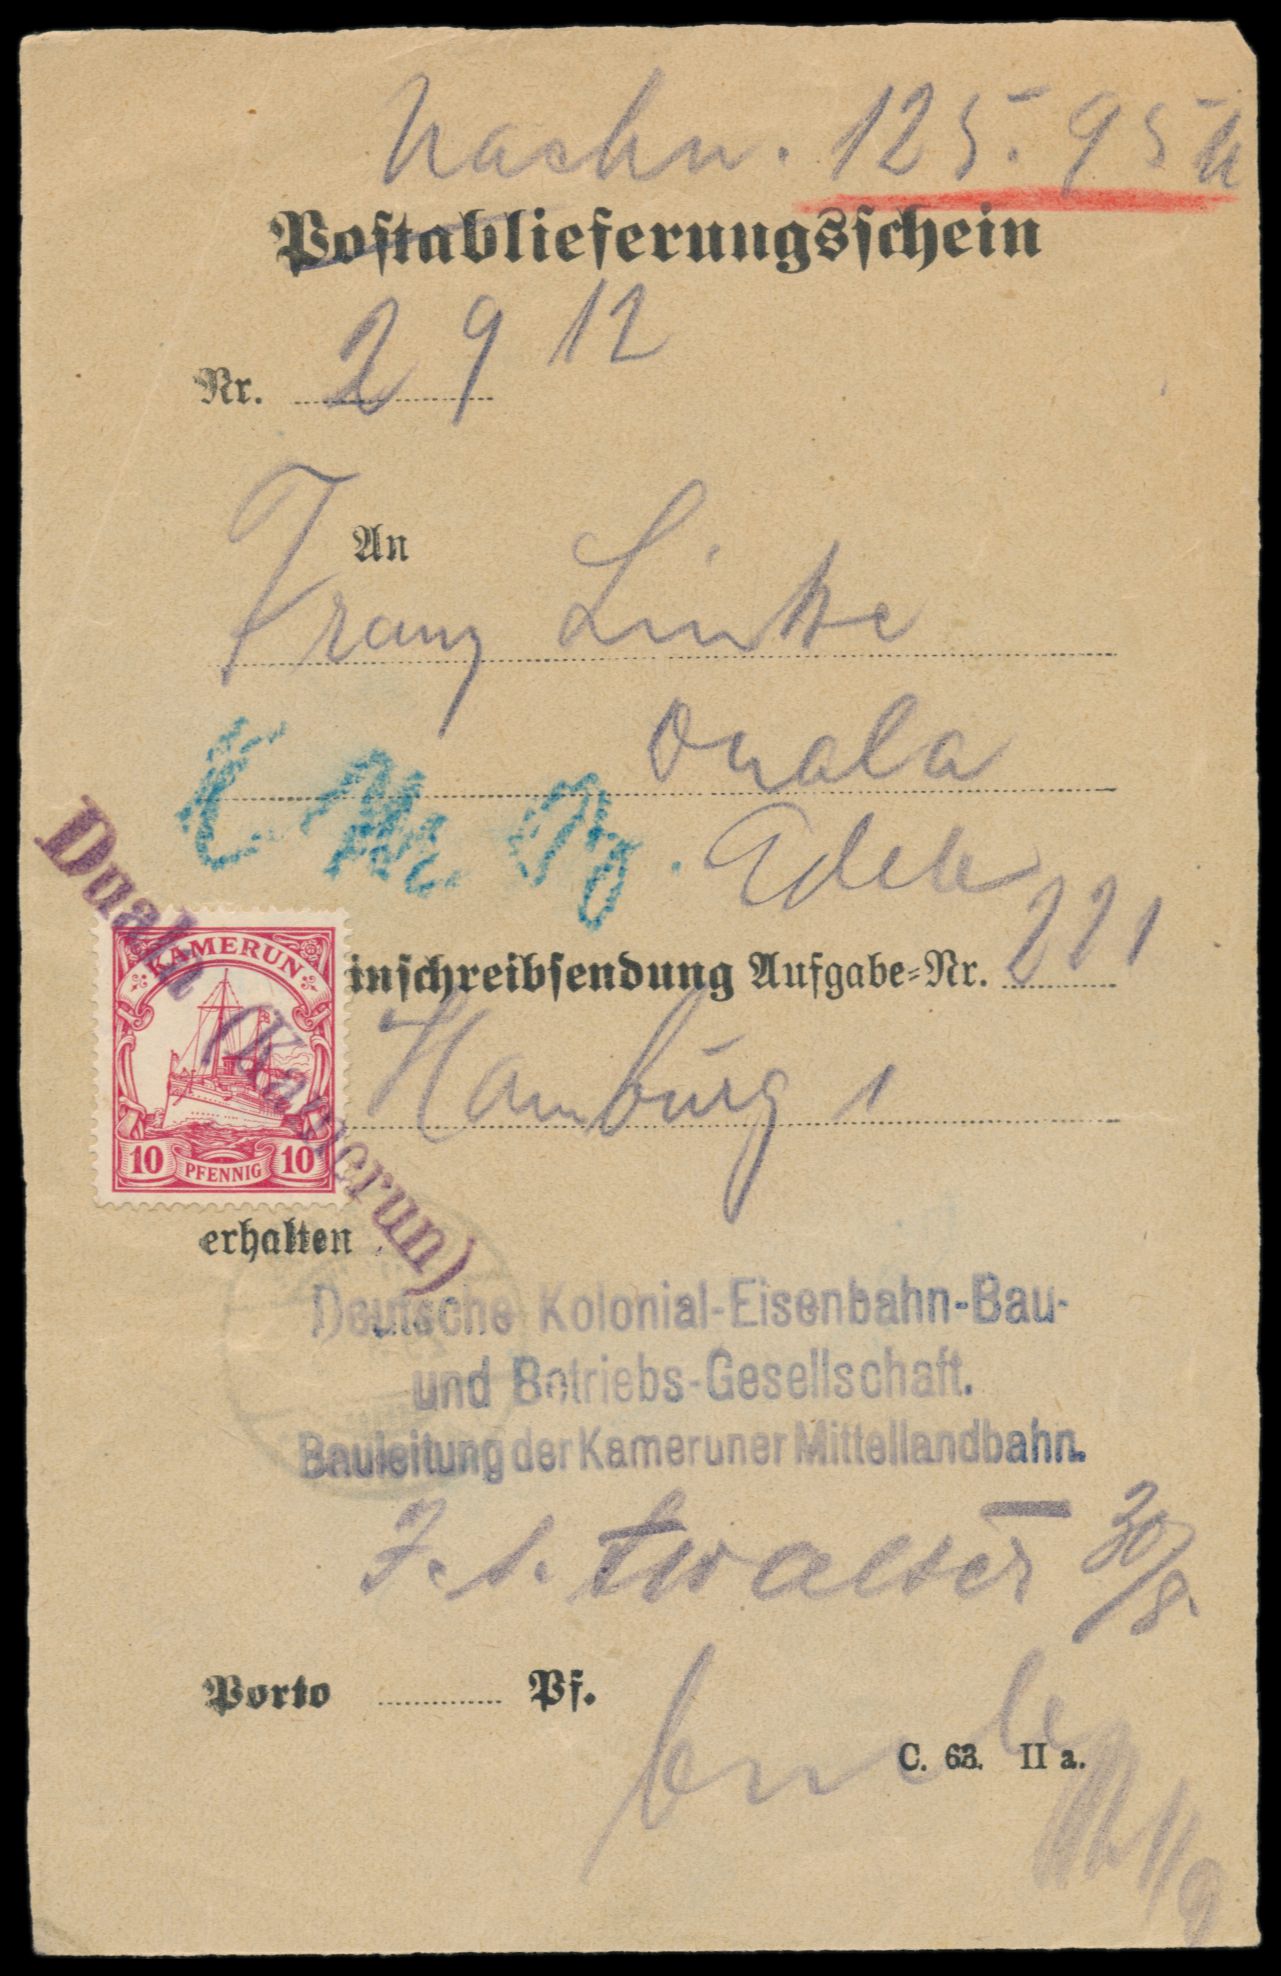 Nachn. 125.95 M
Postablieferungsschein
Nr. 2912
An
Franz Linke
Duala
Edea
Duala (Kamerun)
inschreibsendung Aufgabe-Nr. 221
KAMERUN
10 PFENNIG 10
Hamburg 1
erhalten
Deutsche Kolonial-Eisenbahn-Bau-
und Betriebs-Gesellschaft.
Bauleitung der Kameruner Mittellandbahn.
30/8.
Porto Pf.
C. 63. II a.